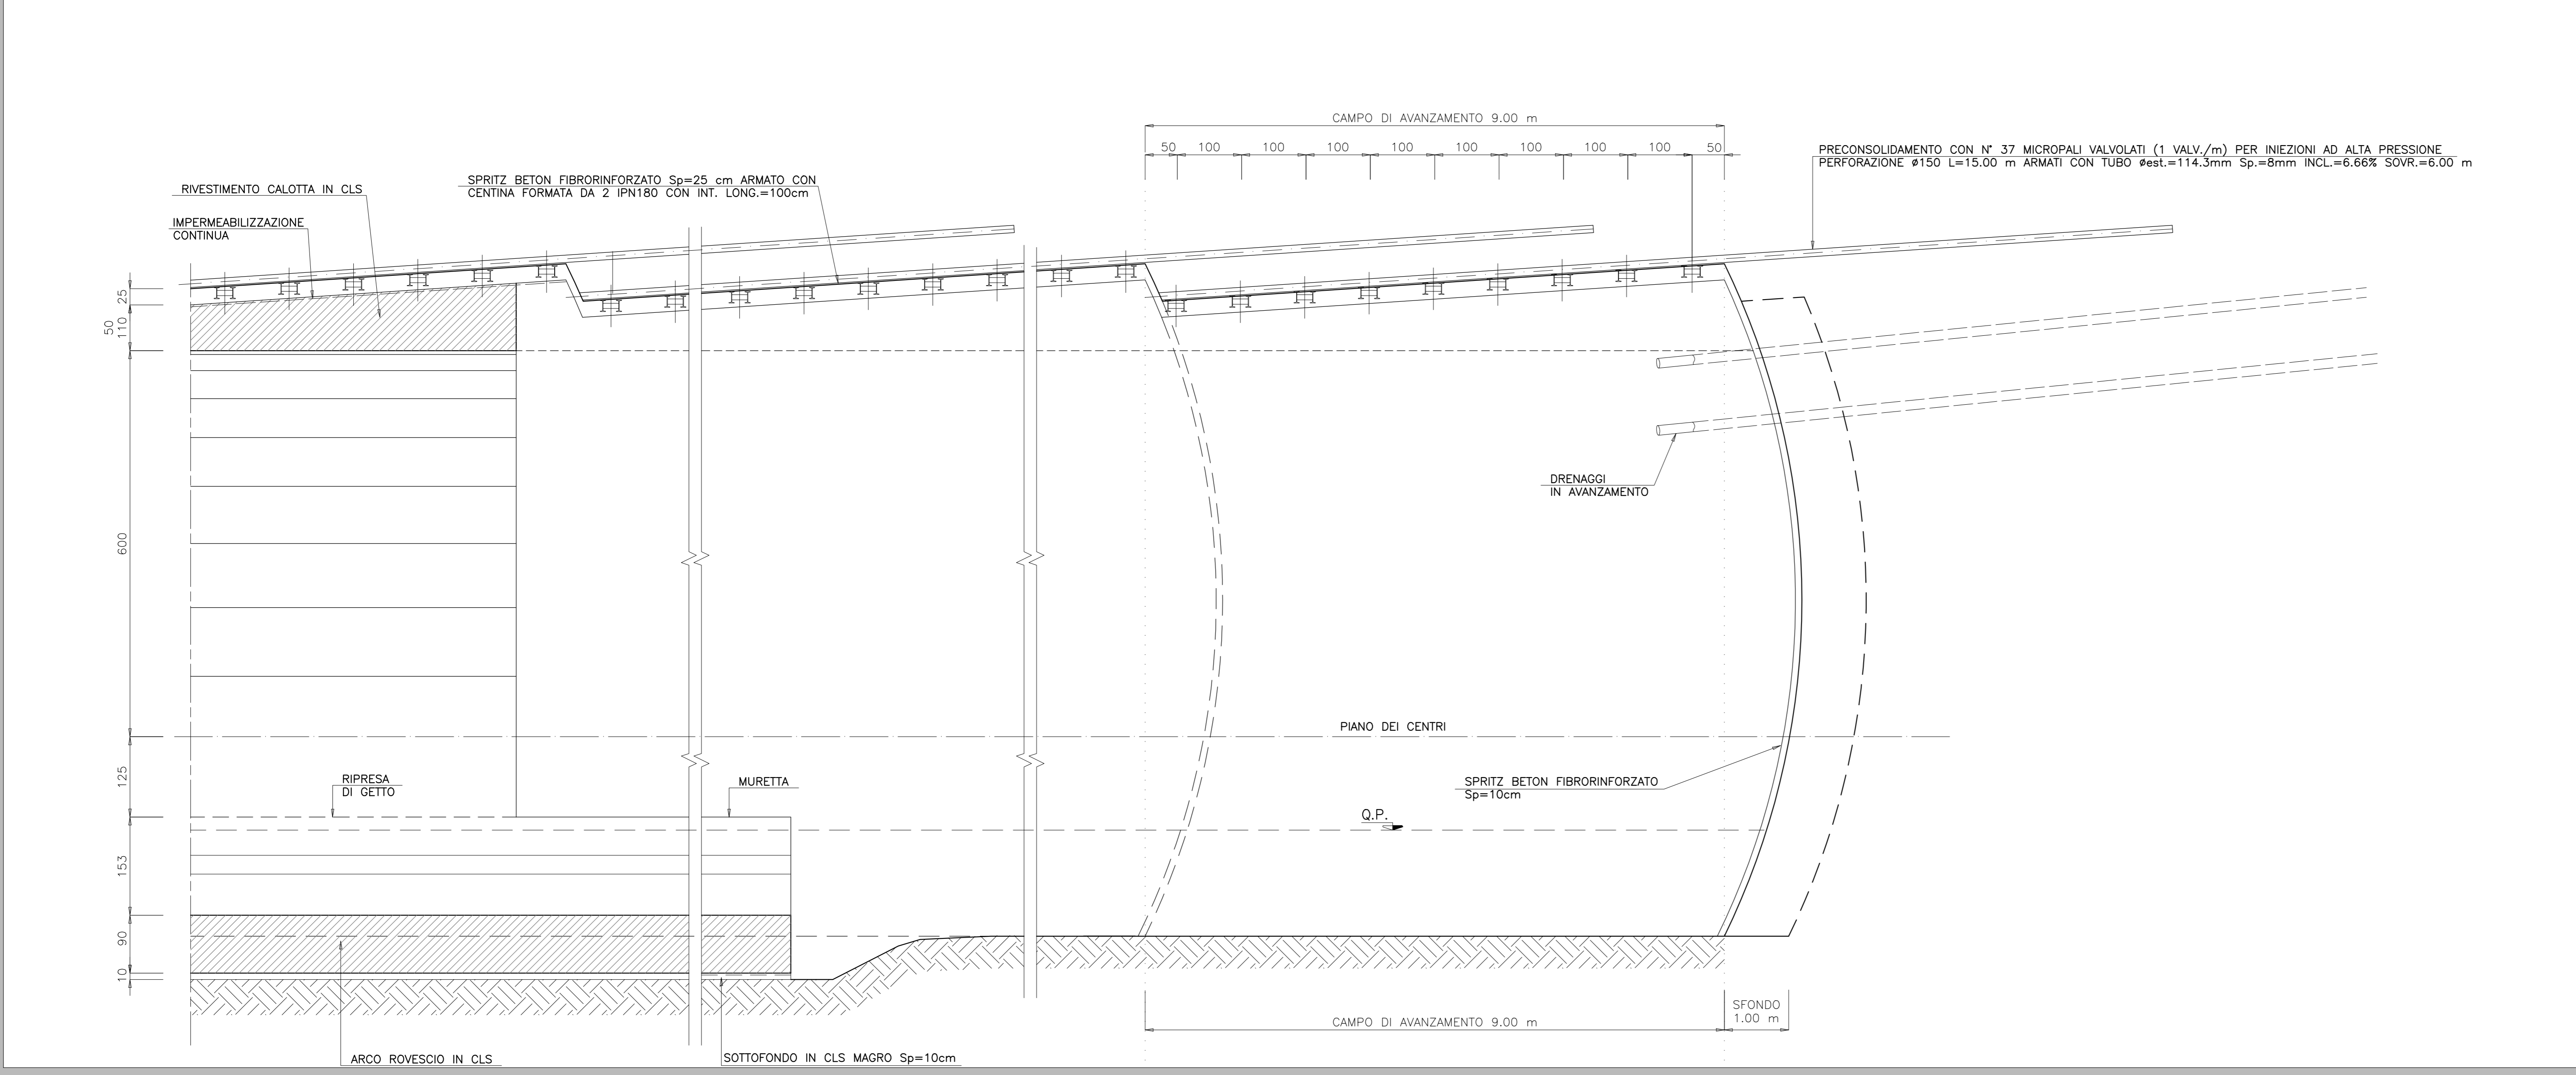 CAMPO DI AVANZAMENTO 9.00 m
50 100 100 100 100 100 100 100 100 50
PRECONSOLIDAMENTO CON N° 37 MICROPALI VALVOLATI (1 VALV./m) PER INIEZIONI AD ALTA PRESSIONE
PERFORAZIONE ø150 L=15.00 m ARMATI CON TUBO øest.=114.3mm Sp.=8mm INCL.=6.66% SOVR.=6.00 m
RIVESTIMENTO CALOTTA IN CLS
SPRITZ BETON FIBRORINFORZATO Sp=25 cm ARMATO CON
CENTINA FORMATA DA 2 IPN180 CON INT. LONG.=100cm
IMPERMEABILIZZAZIONE
CONTINUA
25
50
110
600
125
153
90
10
DRENAGGI
IN AVANZAMENTO
PIANO DEI CENTRI
RIPRESA
DI GETTO
MURETTA
SPRITZ BETON FIBRORINFORZATO
Sp=10cm
Q.P.
SFONDO
1.00 m
CAMPO DI AVANZAMENTO 9.00 m
ARCO ROVESCIO IN CLS
SOTTOFONDO IN CLS MAGRO Sp=10cm